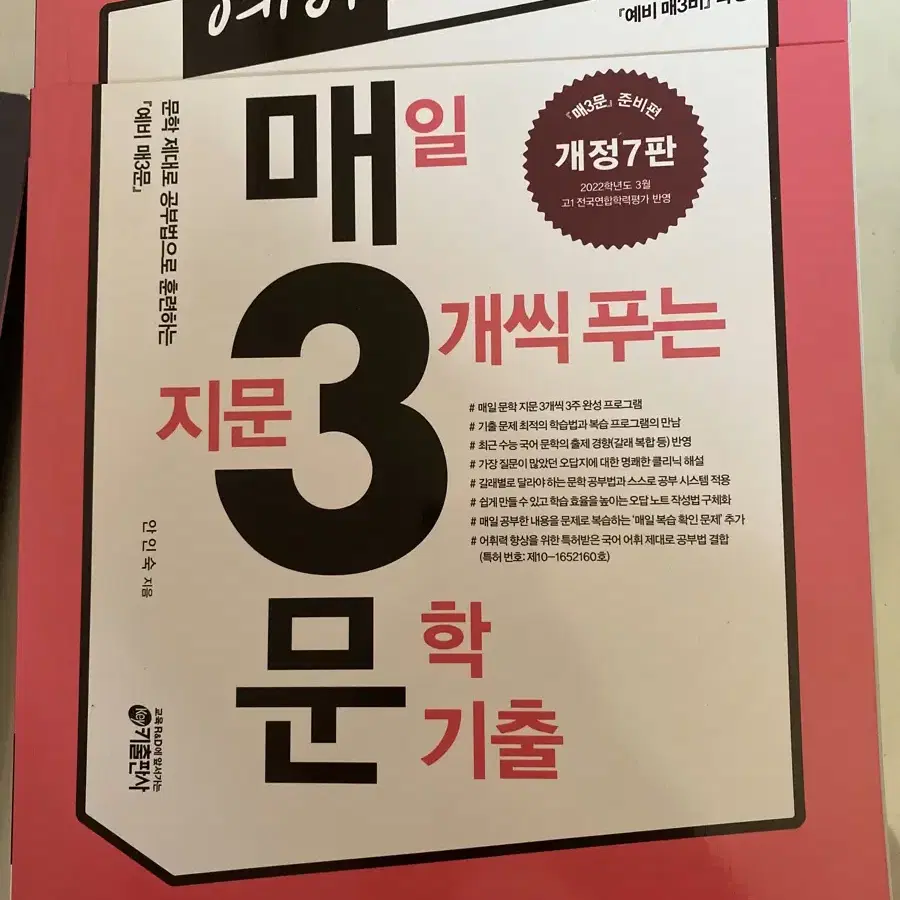 예비
『예비 매3비』
문학 제대로 공부법으로 훈련하는
『예비 매3문』
매일
지문 3개씩 푸는
문학
기출
『매3문』 준비편
개정7판
2022학년도 3월
고1 전국연합학력평가 반영
# 매일 문학 지문 3개씩 3주 완성 프로그램
# 기출 문제 최적의 학습법과 복습 프로그램의 만남
# 최근 수능 국어 문학의 출제 경향(갈래 복합 등) 반영
# 가장 질문이 많았던 오답지에 대한 명쾌한 클리닉 해설
# 갈래별로 달라야 하는 문학 공부법과 스스로 공부 시스템 적용
# 쉽게 만들 수 있고 학습 효율을 높이는 오답 노트 작성법 구체화
# 매일 공부한 내용을 문제로 복습하는 '매일 복습 확인 문제' 추가
# 어휘력 향상을 위한 특허받은 국어 어휘 제대로 공부법 결합
(특허 번호: 제10-1652160호)
안인숙 지음
교육 R&D에 앞서가는
Key 키출판사